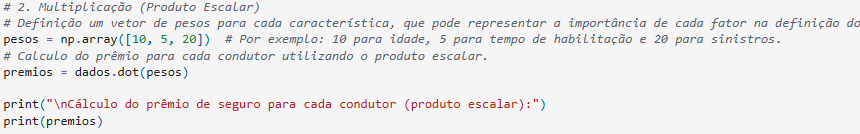 # 2. Multiplicação (Produto Escalar)
# Definição um vetor de pesos para cada característica, que pode representar a importância de cada fator na definição do
pesos = np.array([10, 5, 20])  # Por exemplo: 10 para idade, 5 para tempo de habilitação e 20 para sinistros.
# Calculo do prêmio para cada condutor utilizando o produto escalar.
premios = dados.dot(pesos)
print("\nCálculo do prêmio de seguro para cada condutor (produto escalar):")
print(premios)